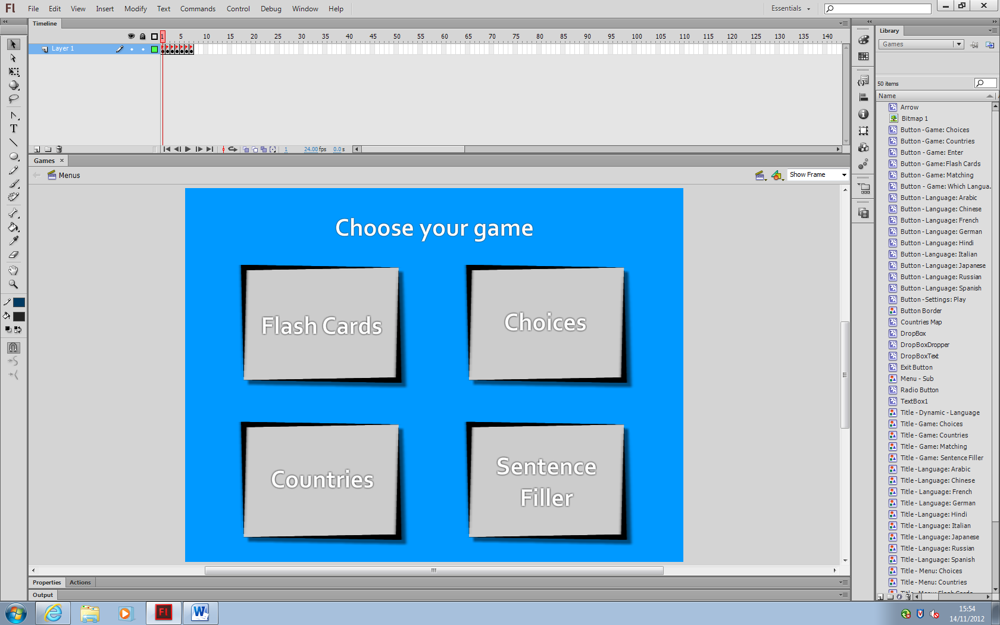 Fl File Edit View Insert Modify Text Commands Control Debug Window Help Essentials
Timeline
1 5 10 15 20 25 30 35 40 45 50 55 60 65 70 75 80 85 90 95 100 105 110 115 120 125 130 135 140
Layer 1
1 24.00 fps 0.0 s
Games
Menus
Show Frame
Choose your game
Flash Cards
Choices
Countries
Sentence
Filler
Properties Actions
Output
Library
Games
50 items
Name
Arrow
Bitmap 1
Button - Game: Choices
Button - Game: Countries
Button - Game: Enter
Button - Game: Flash Cards
Button - Game: Matching
Button - Game: Which Langua..
Button - Language: Arabic
Button - Language: Chinese
Button - Language: French
Button - Language: German
Button - Language: Hindi
Button - Language: Italian
Button - Language: Japanese
Button - Language: Russian
Button - Language: Spanish
Button - Settings: Play
Button Border
Countries Map
DropBox
DropBoxDropper
DropBoxText
Exit Button
Menu - Sub
Radio Button
TextBox1
Title - Dynamic - Language
Title - Game: Choices
Title - Game: Countries
Title - Game: Matching
Title - Game: Sentence Filler
Title - Language: Arabic
Title - Language: Chinese
Title - Language: French
Title - Language: German
Title - Language: Hindi
Title - Language: Italian
Title - Language: Japanese
Title - Language: Russian
Title - Language: Spanish
Title - Menu: Choices
Title - Menu: Countries
Fl
15:54
14/11/2012